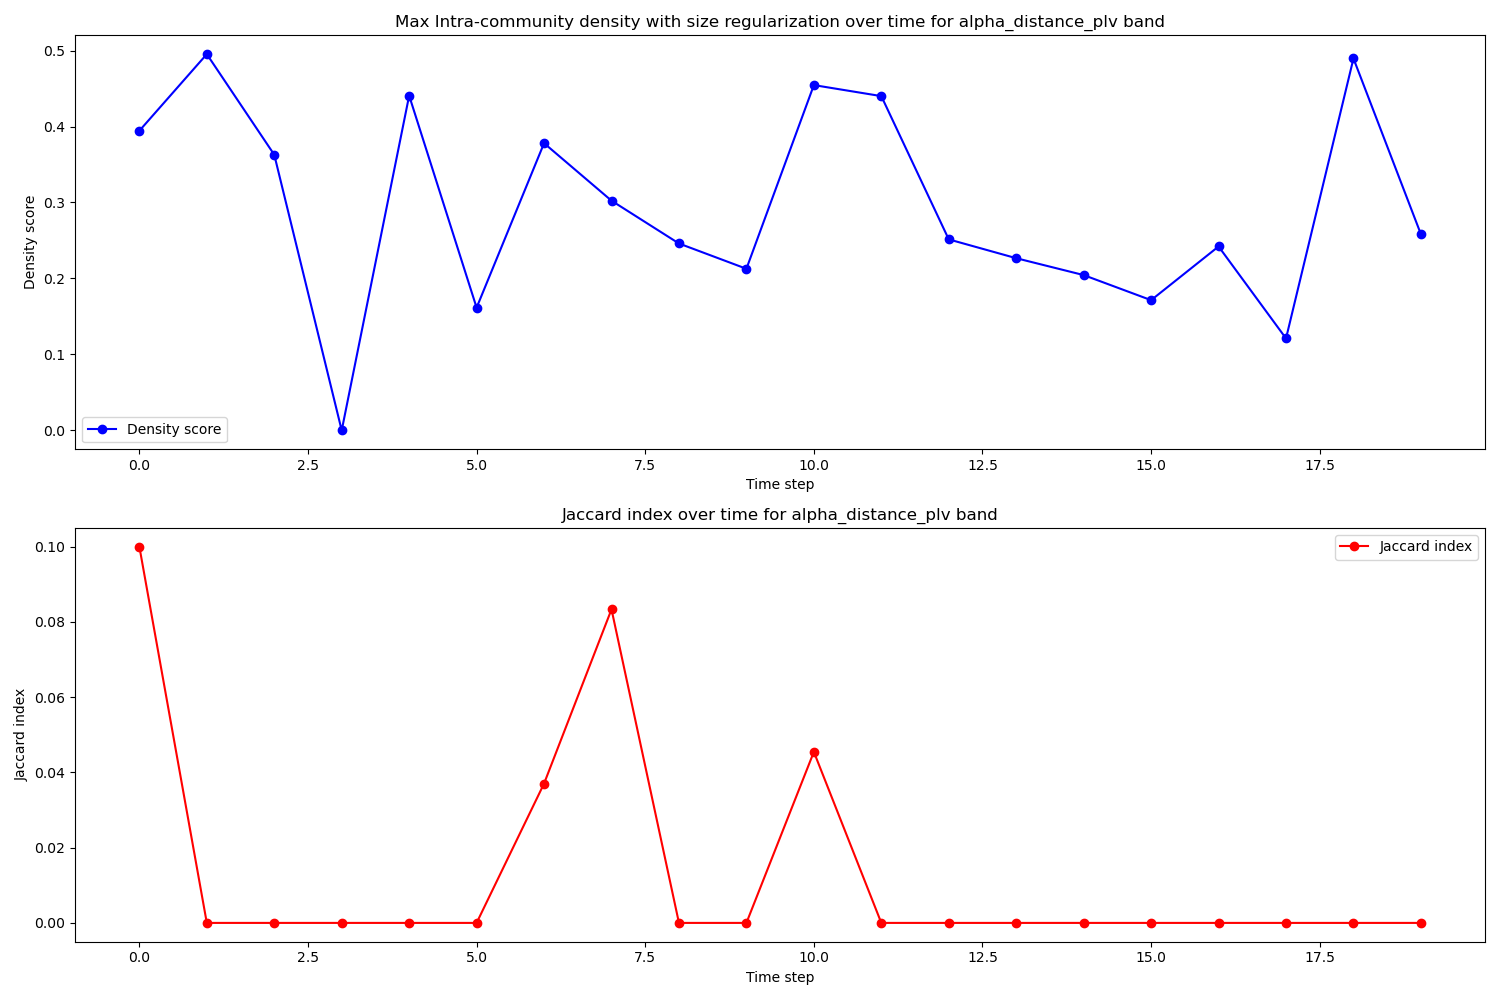 Max Intra-community density with size regularization over time for alpha_distance_plv band
0.5
0.4
0.3
0.2
0.1
0.0
Density score
Density score
0.0 2.5 5.0 7.5 10.0 12.5 15.0 17.5
Time step
Jaccard index over time for alpha_distance_plv band
0.10
0.08
0.06
0.04
0.02
0.00
Jaccard index
Jaccard index
0.0 2.5 5.0 7.5 10.0 12.5 15.0 17.5
Time step